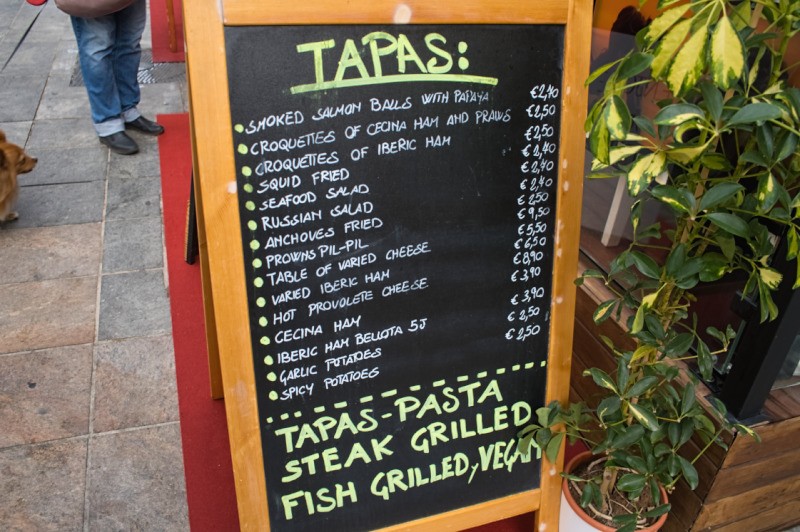 TAPAS:
SMOKED SALMON BALLS WITH PAPAYA €2,40
CROQUETTES OF CECINA HAM AND PRAWS €2,50
CROQUETTES OF IBERIC HAM €2,50
SQUID FRIED €2,40
SEAFOOD SALAD €2,40
RUSSIAN SALAD €2,40
ANCHOVES FRIED €2,50
PROWNS PIL-PIL €9,50
TABLE OF VARIED CHEESE €5,50
VARIED IBERIC HAM €6,50
HOT PROVOLETE CHEESE €8,90
CECINA HAM €3,90
IBERIC HAM BELLOTA 5J €3,90
GARLIC POTATOES €2,50
SPICY POTATOES €2,50
TAPAS-PASTA
STEAK GRILLED
FISH GRILLED, VEGAN